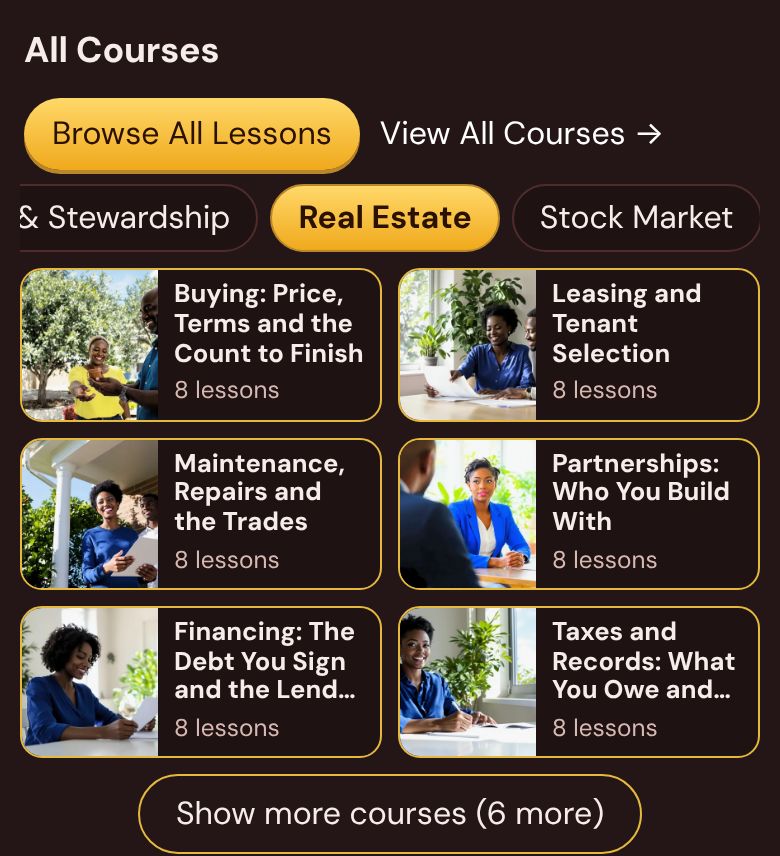 All Courses
Browse All Lessons
View All Courses →
& Stewardship
Real Estate
Stock Market
Buying: Price,
Terms and the
Count to Finish
8 lessons
Leasing and
Tenant
Selection
8 lessons
Maintenance,
Repairs and
the Trades
8 lessons
Partnerships:
Who You Build
With
8 lessons
Financing: The
Debt You Sign
and the Lend...
8 lessons
Taxes and
Records: What
You Owe and...
8 lessons
Show more courses (6 more)